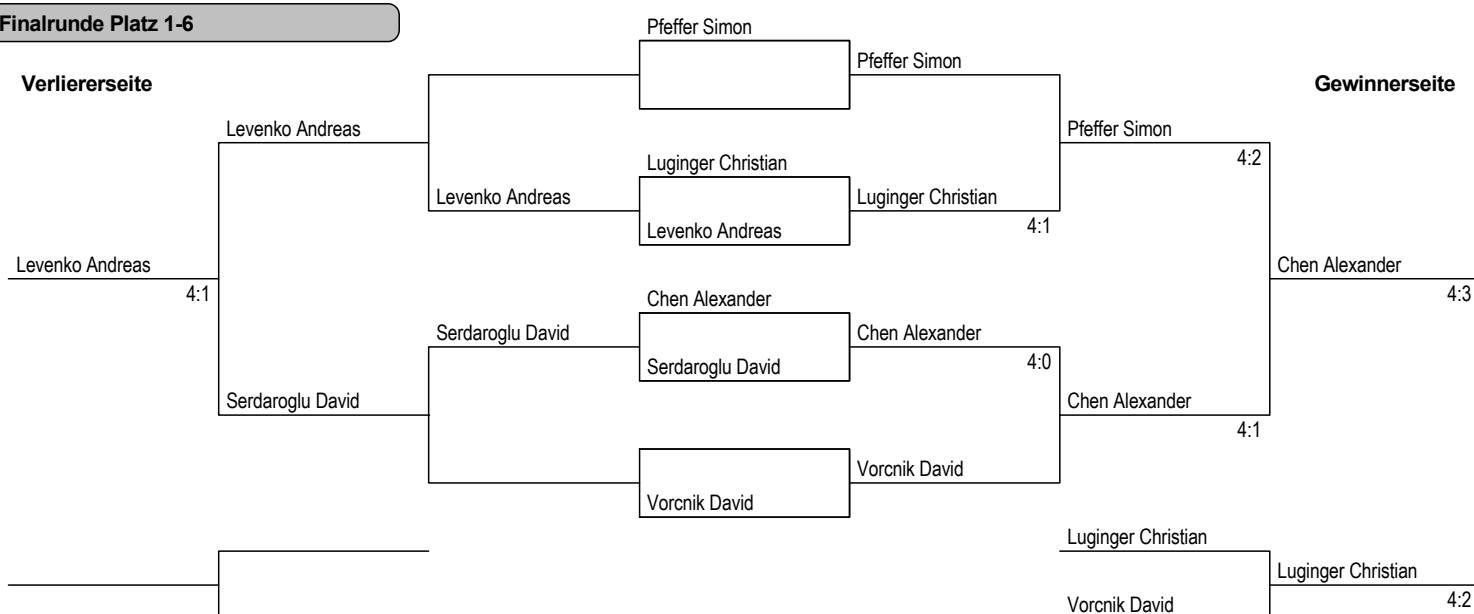 Finalrunde Platz 1-6
Pfeffer Simon
Pfeffer Simon
Verliererseite
Gewinnerseite
Levenko Andreas
Pfeffer Simon
4:2
Luginger Christian
Levenko Andreas
Luginger Christian
4:1
Levenko Andreas
Levenko Andreas
4:1
Chen Alexander
4:3
Chen Alexander
Serdaroglu David
Chen Alexander
4:0
Serdaroglu David
Serdaroglu David
Chen Alexander
4:1
Vorcnik David
Vorcnik David
Luginger Christian
Luginger Christian
4:2
Vorcnik David